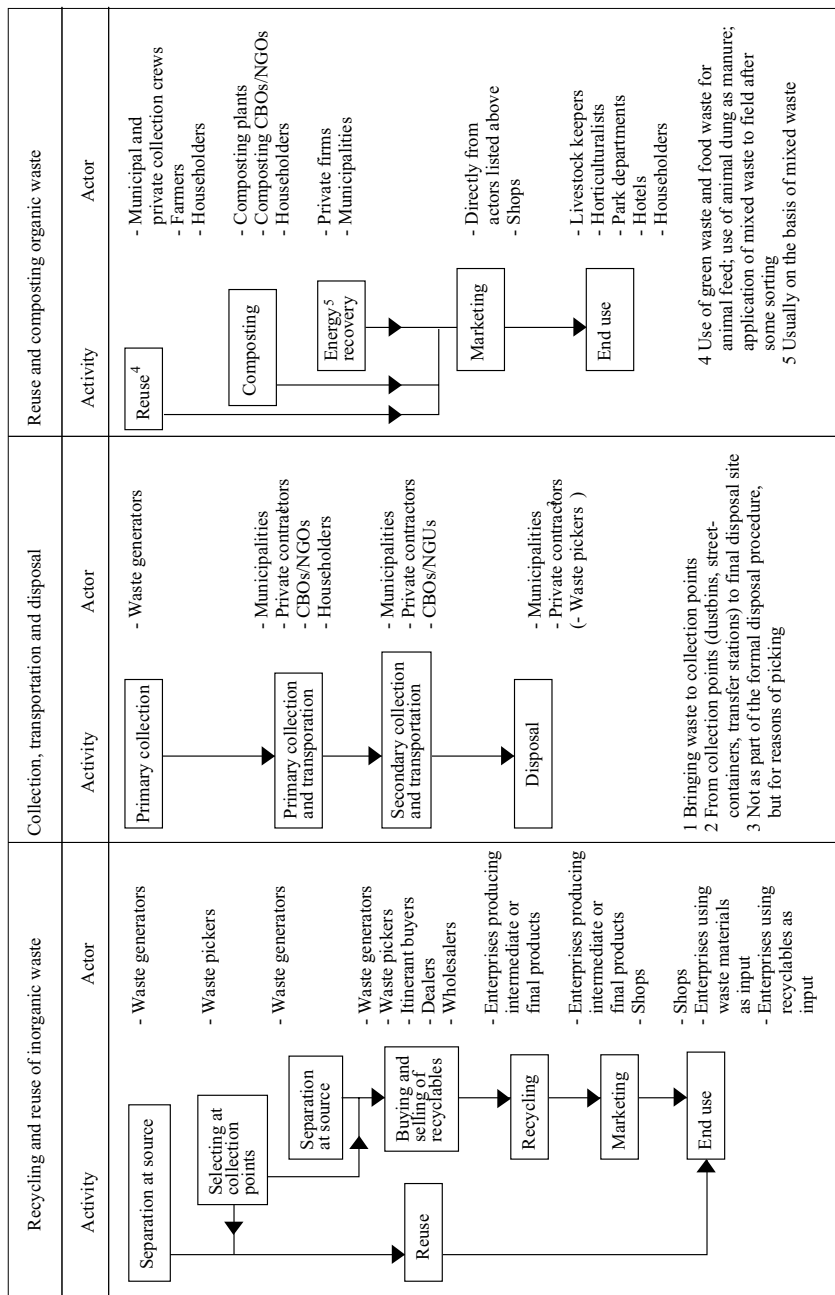 Recycling and reuse of inorganic waste
Activity
Actor
Separation at source
- Waste generators
Selecting at
collection
points
- Waste pickers
Separation
at source
- Waste generators
Buying and
selling of
recyclables
- Waste generators
- Waste pickers
- Itinerant buyers
- Dealers
- Wholesalers
Reuse
Recycling
- Enterprises producing
intermediate or
final products
Marketing
- Enterprises producing
intermediate or
final products
- Shops
End use
- Shops
- Enterprises using
waste materials
as input
- Enterprises using
recyclables as
input
Collection, transportation and disposal
Activity
Actor
Primary collection
- Waste generators
Primary collection
and transporation
- Municipalities
- Private contractors
- CBOs/NGOs
- Householders
Secondary collection
and transportation
- Municipalities
- Private contractors
- CBOs/NGUs
Disposal
- Municipalities
- Private contractors
(- Waste pickers )
1 Bringing waste to collection points
2 From collection points (dustbins, street-
containers, transfer stations) to final disposal site
3 Not as part of the formal disposal procedure,
but for reasons of picking
Reuse and composting organic waste
Activity
Actor
Reuse 4
- Municipal and
private collection crews
- Farmers
- Householders
Composting
- Composting plants
- Composting CBOs/NGOs
- Householders
Energy 5
recovery
- Private firms
- Municipalities
Marketing
- Directly from
actors listed above
- Shops
End use
- Livestock keepers
- Horticulturalists
- Park departments
- Hotels
- Householders
4 Use of green waste and food waste for
animal feed; use of animal dung as manure;
application of mixed waste to field after
some sorting
5 Usually on the basis of mixed waste